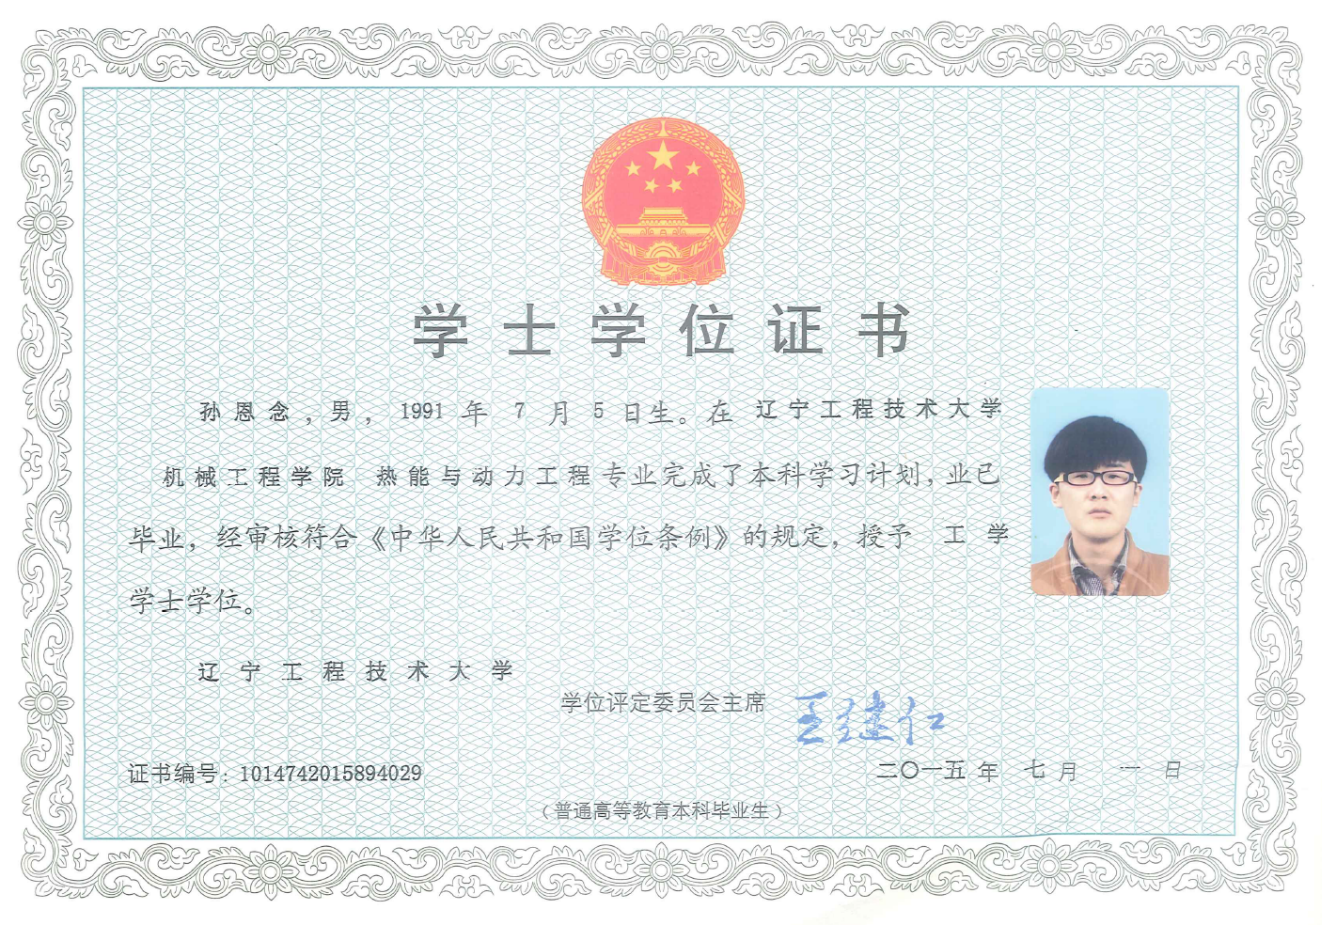 学士学位证书
孙恩念，男，1991年7月5日生。在辽宁工程技术大学
机械工程学院 热能与动力工程专业完成了本科学习计划，业已
毕业，经审核符合《中华人民共和国学位条例》的规定，授予 工学
学士学位。
辽宁工程技术大学
学位评定委员会主席
证书编号：1014742015894029
二〇一五年 七月 一日
（普通高等教育本科毕业生）